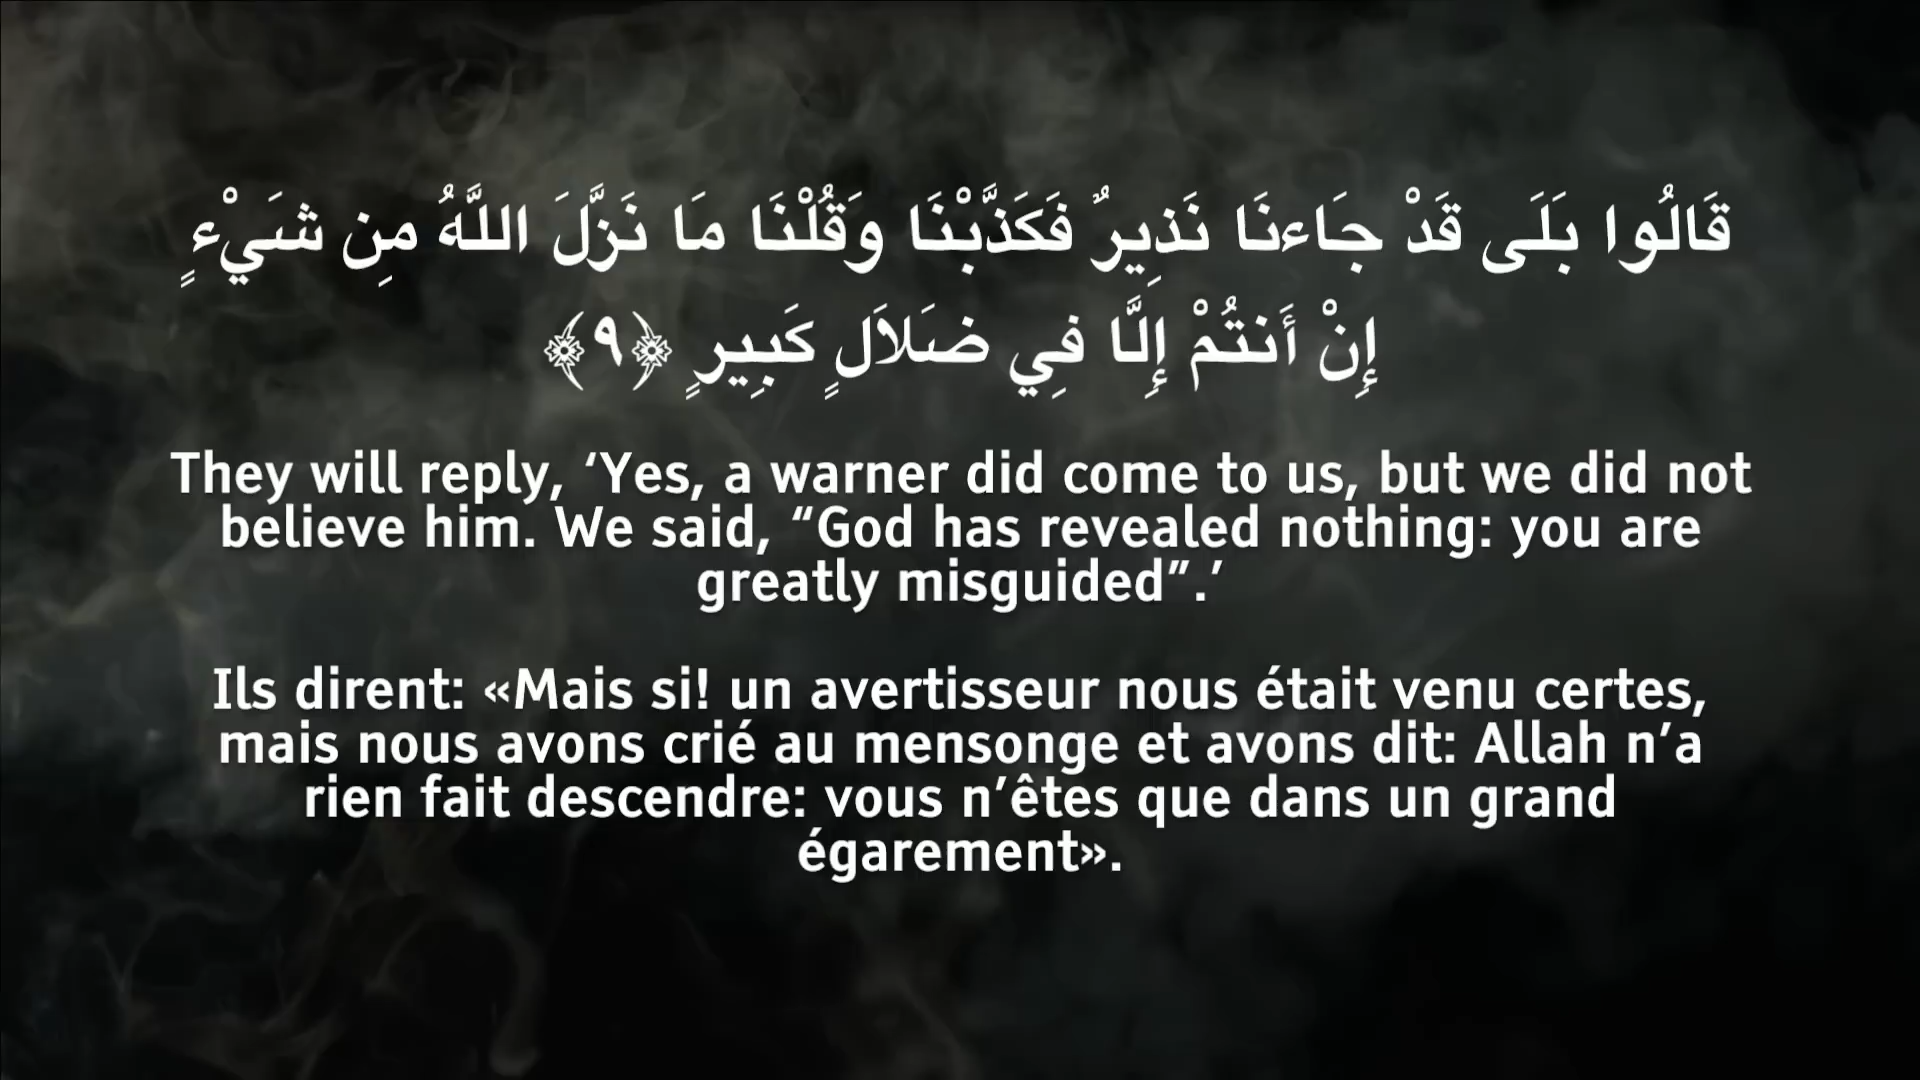 قَالُوا بَلَى قَدْ جَاءنَا نَذِيرٌ فَكَذَّبْنَا وَقُلْنَا مَا نَزَّلَ اللَّهُ مِن شَيْءٍ
إِنْ أَنتُمْ إِلَّا فِي ضَلَالٍ كَبِيرٍ ﴿٩﴾
They will reply, ‘Yes, a warner did come to us, but we did not
believe him. We said, “God has revealed nothing: you are
greatly misguided”.’
Ils dirent: «Mais si! un avertisseur nous était venu certes,
mais nous avons crié au mensonge et avons dit: Allah n’a
rien fait descendre: vous n’êtes que dans un grand
égarement».